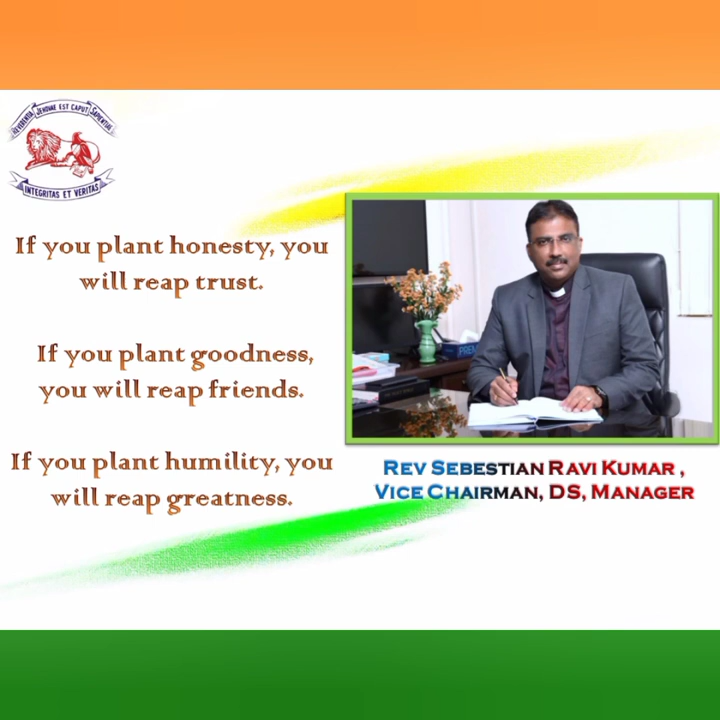 REVERENTIA JEHOVAE EST CAPUT SAPIENTIAE
INTEGRITAS ET VERITAS
If you plant honesty, you
will reap trust.
If you plant goodness,
you will reap friends.
If you plant humility, you
will reap greatness.
PREM
Rev Sebestian Ravi Kumar ,
Vice Chairman, DS, Manager